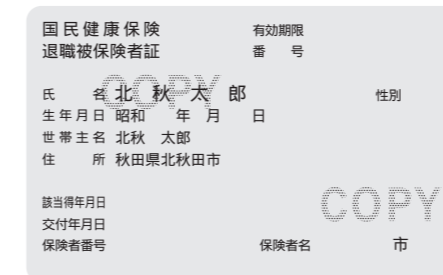 国民健康保険 有効期限
退職被保険者証 番 号
氏 名 北 秋 太 郎 性別
生年月日 昭和 年 月 日
世帯主名 北秋 太郎
住 所 秋田県北秋田市
該当得年月日
交付年月日
保険者番号 保険者名 市
COPY
COPY